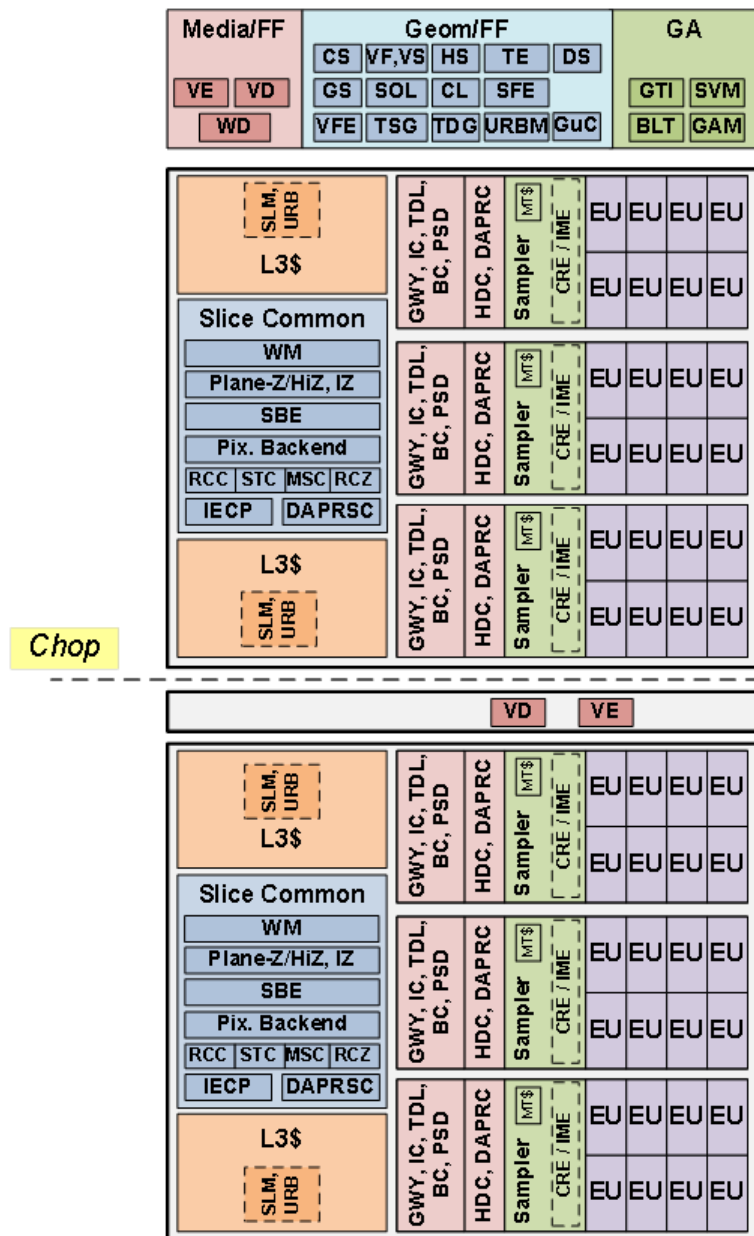 Media/FF
VE VD
WD
Geom/FF
CS VF,VS HS TE DS
GS SOL CL SFE
VFE TSG TDG URBM GuC
GA
GTI SVM
BLT GAM
SLM,
URB
L3$
Slice Common
WM
Plane-Z/HiZ, IZ
SBE
Pix. Backend
RCC STC MSC RCZ
IECP DAPRSC
L3$
SLM,
URB
GWY, IC, TDL,
BC, PSD
HDC, DAPRC
Sampler
MT$
CRE / IME
EU EU EU EU
EU EU EU EU
GWY, IC, TDL,
BC, PSD
HDC, DAPRC
Sampler
MT$
CRE / IME
EU EU EU EU
EU EU EU EU
GWY, IC, TDL,
BC, PSD
HDC, DAPRC
Sampler
MT$
CRE / IME
EU EU EU EU
EU EU EU EU
Chop
VD VE
SLM,
URB
L3$
Slice Common
WM
Plane-Z/HiZ, IZ
SBE
Pix. Backend
RCC STC MSC RCZ
IECP DAPRSC
L3$
SLM,
URB
GWY, IC, TDL,
BC, PSD
HDC, DAPRC
Sampler
MT$
CRE / IME
EU EU EU EU
EU EU EU EU
GWY, IC, TDL,
BC, PSD
HDC, DAPRC
Sampler
MT$
CRE / IME
EU EU EU EU
EU EU EU EU
GWY, IC, TDL,
BC, PSD
HDC, DAPRC
Sampler
MT$
CRE / IME
EU EU EU EU
EU EU EU EU